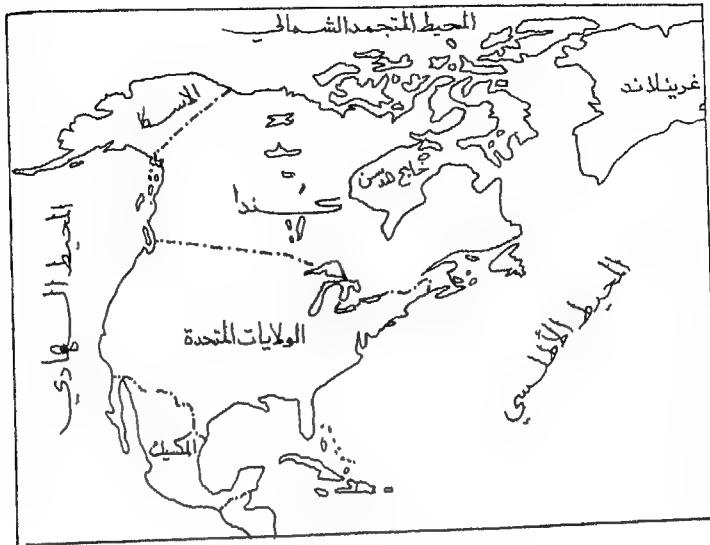 المحيط المتجمد الشمالي
غرينلاند
الاسكا
خليج هدسن
كندا
المحيط الهادي
المحيط الأطلسي
الولايات المتحدة
المكسيك